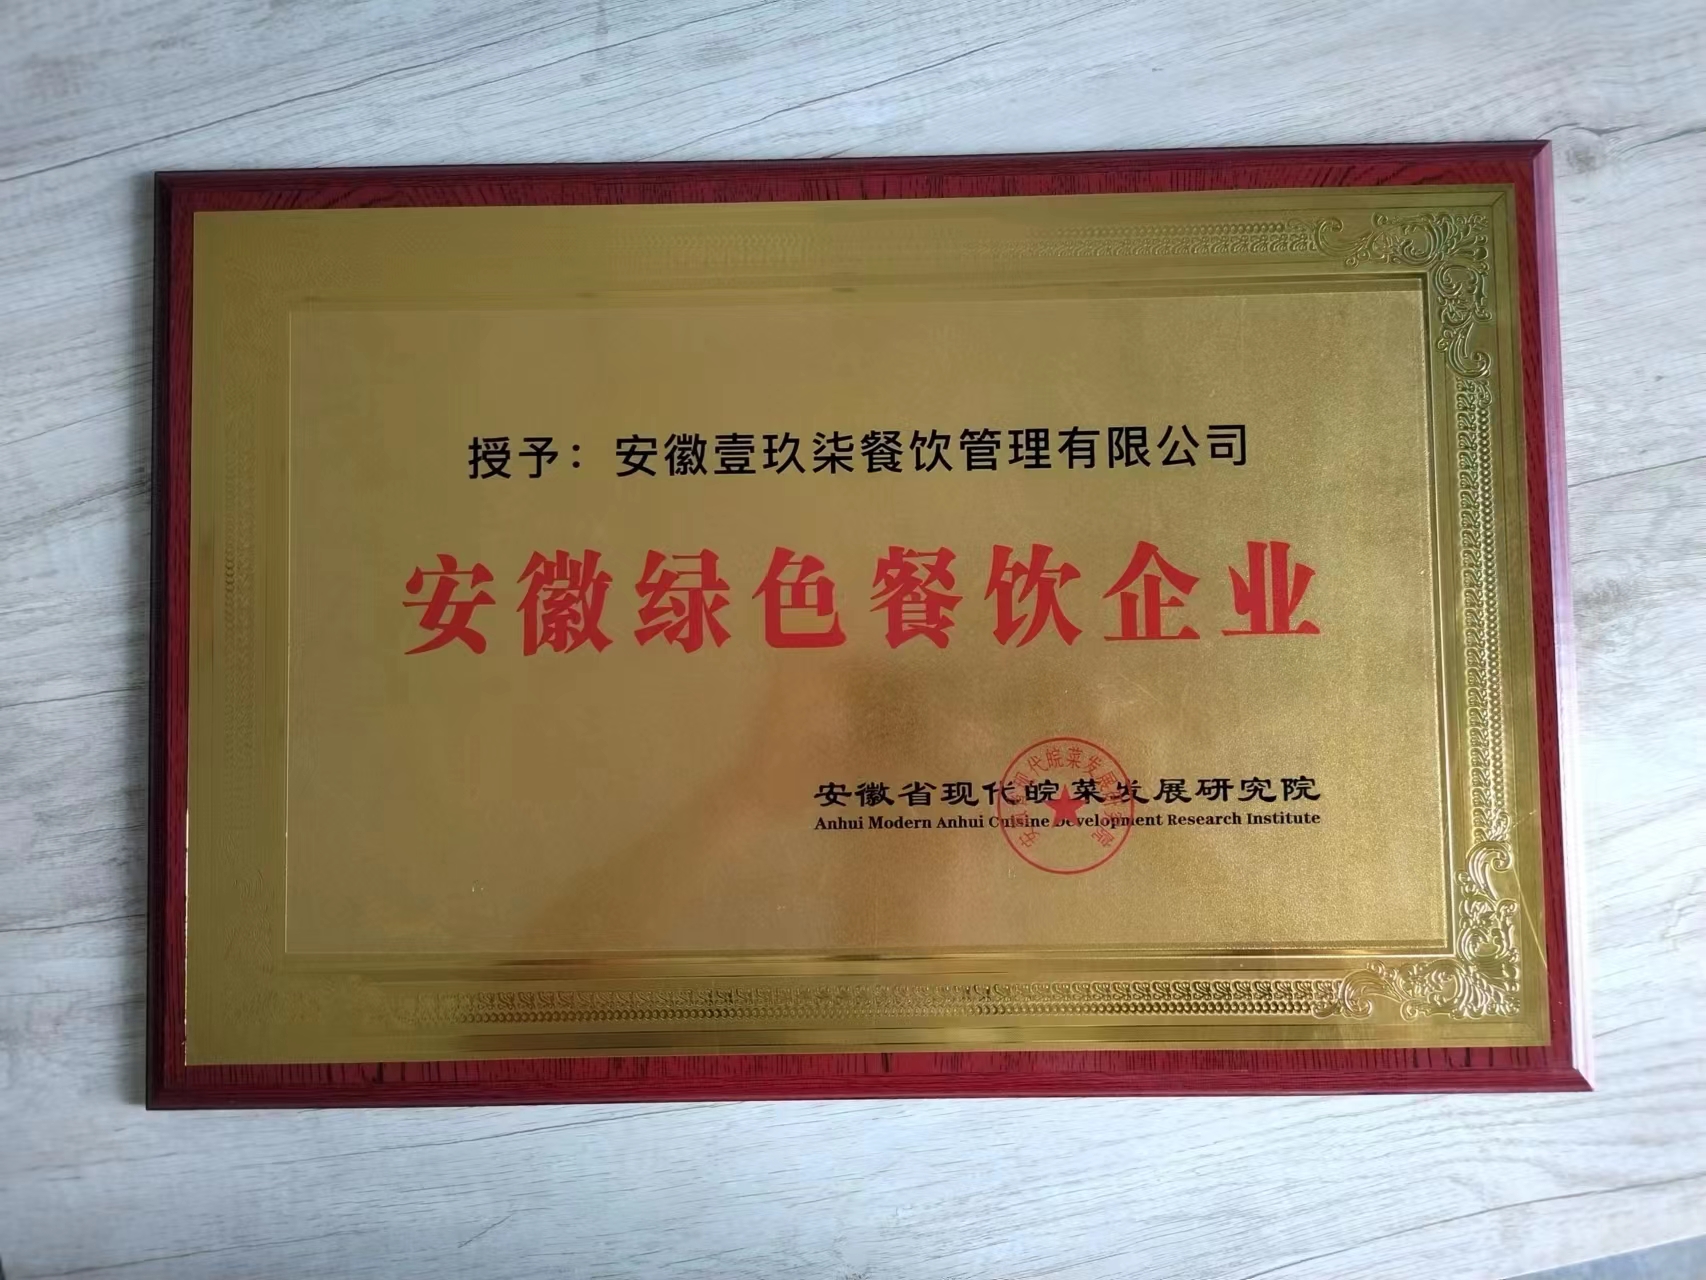 授予：安徽壹玖柒餐饮管理有限公司
安徽绿色餐饮企业
安徽省现代皖菜发展研究院
Anhui Modern Anhui Cuisine Development Research Institute